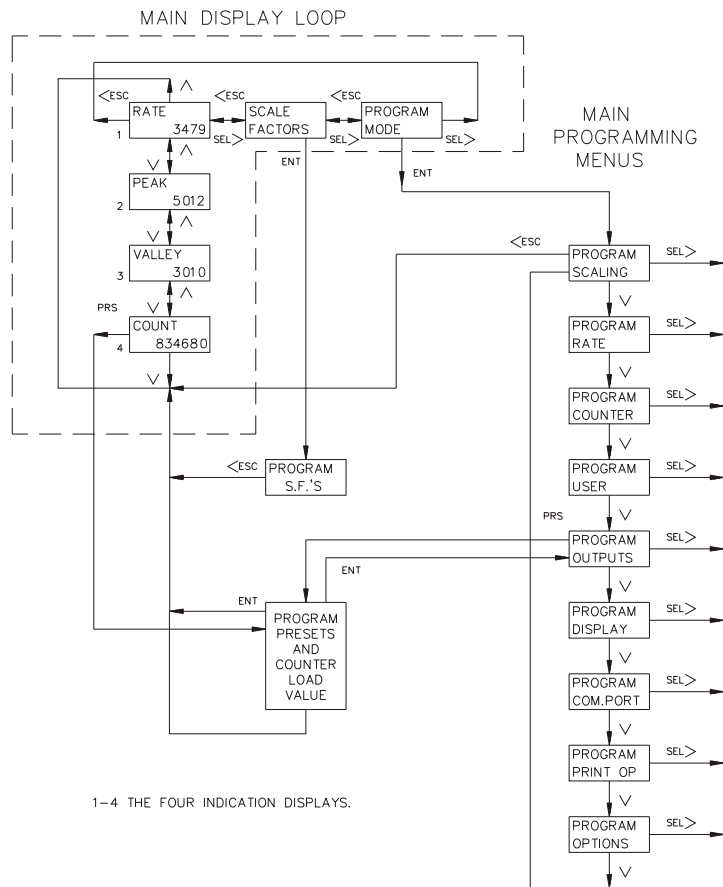 MAIN DISPLAY LOOP
<ESC
RATE
3479
1
SEL>
<ESC
SCALE
FACTORS
SEL>
<ESC
PROGRAM
MODE
SEL>
ENT
ENT
PEAK
5012
2
VALLEY
3010
3
PRS
COUNT
834680
4
<ESC
PROGRAM
S.F.'S
ENT
ENT
PROGRAM
PRESETS
AND
COUNTER
LOAD
VALUE
1-4 THE FOUR INDICATION DISPLAYS.
MAIN
PROGRAMMING
MENUS
<ESC
PROGRAM
SCALING
SEL>
PROGRAM
RATE
SEL>
PROGRAM
COUNTER
SEL>
PROGRAM
USER
SEL>
PRS
PROGRAM
OUTPUTS
SEL>
PROGRAM
DISPLAY
SEL>
PROGRAM
COM.PORT
SEL>
PROGRAM
PRINT OP
SEL>
PROGRAM
OPTIONS
SEL>